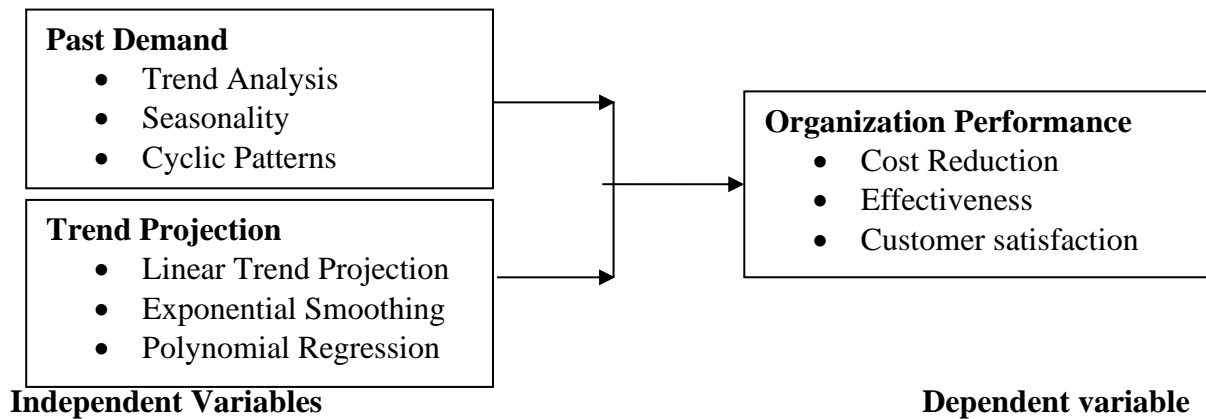 Past Demand
• Trend Analysis
• Seasonality
• Cyclic Patterns
Trend Projection
• Linear Trend Projection
• Exponential Smoothing
• Polynomial Regression
Organization Performance
• Cost Reduction
• Effectiveness
• Customer satisfaction
Independent Variables
Dependent variable